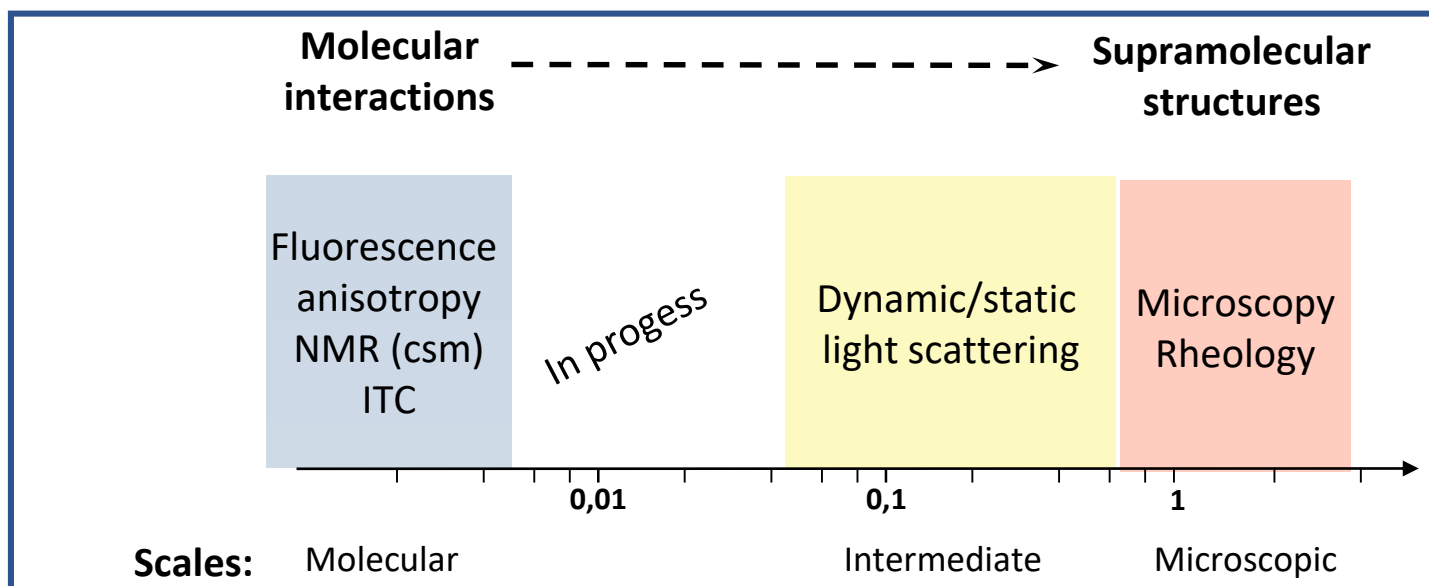 Molecular
interactions
Supramolecular
structures
Fluorescence
anisotropy
NMR (csm)
ITC
In progess
Dynamic/static
light scattering
Microscopy
Rheology
0,01
0,1
1
Scales:
Molecular
Intermediate
Microscopic